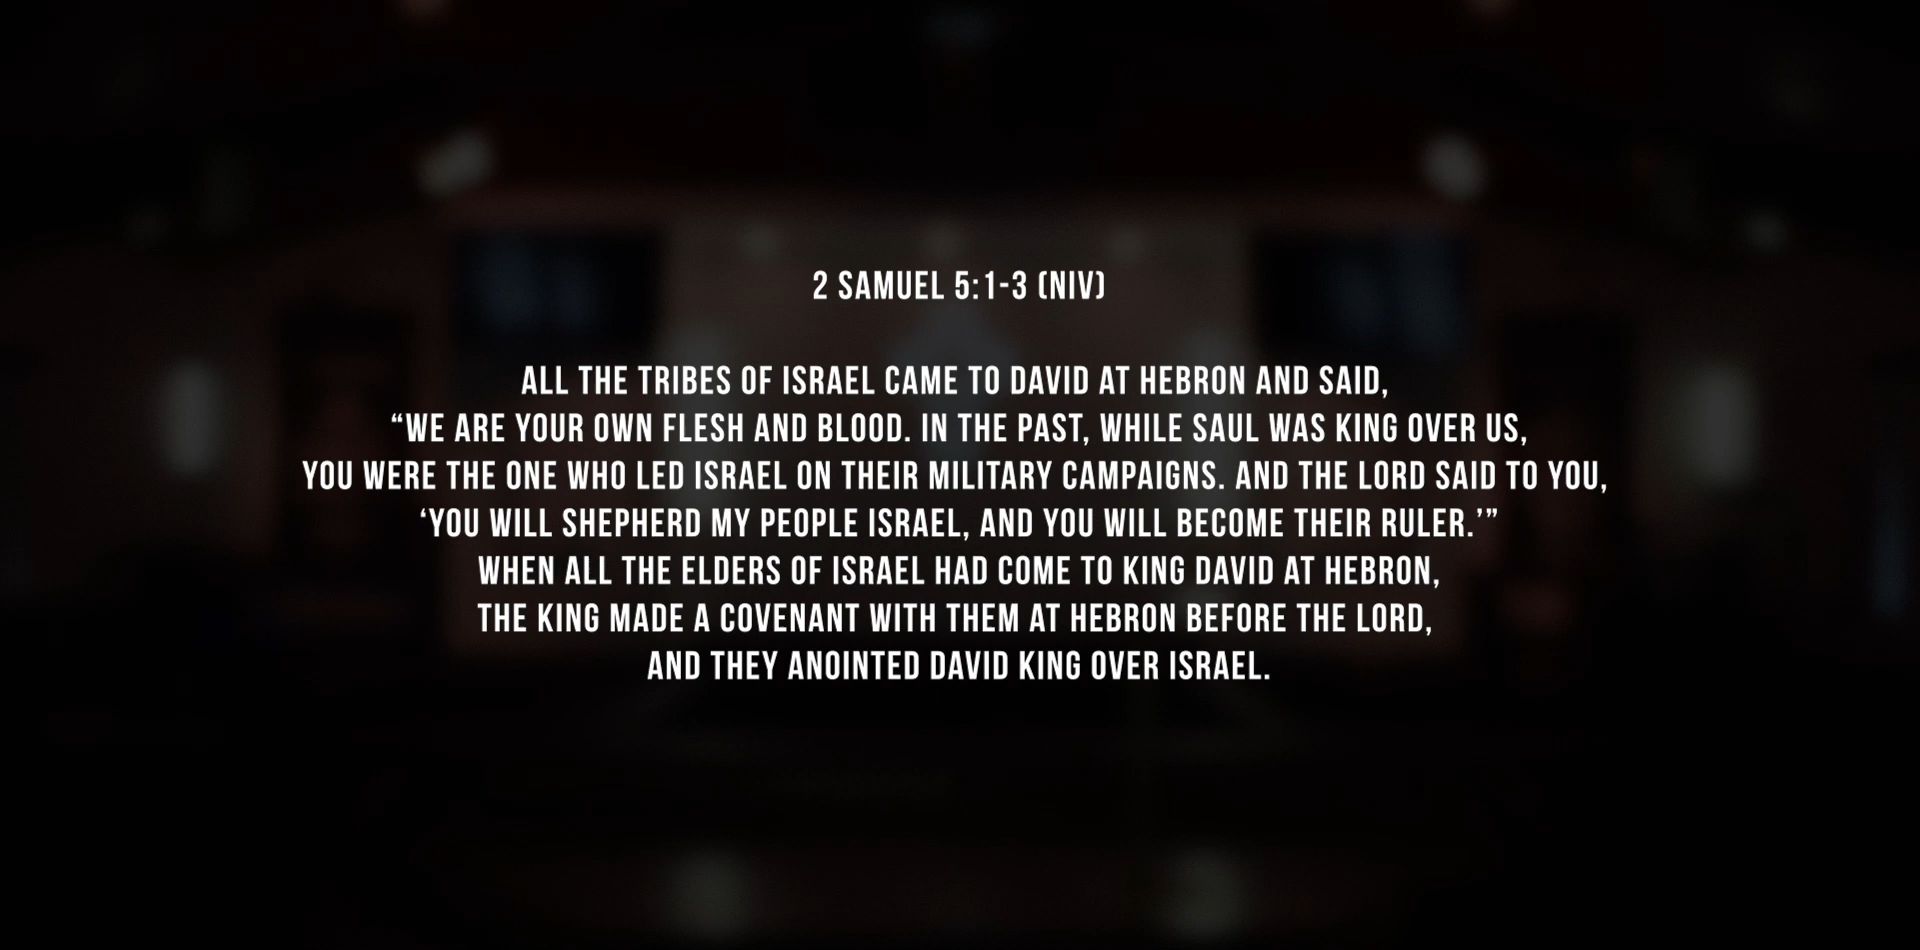 2 SAMUEL 5:1-3 (NIV)
ALL THE TRIBES OF ISRAEL CAME TO DAVID AT HEBRON AND SAID,
“WE ARE YOUR OWN FLESH AND BLOOD. IN THE PAST, WHILE SAUL WAS KING OVER US,
YOU WERE THE ONE WHO LED ISRAEL ON THEIR MILITARY CAMPAIGNS. AND THE LORD SAID TO YOU,
‘YOU WILL SHEPHERD MY PEOPLE ISRAEL, AND YOU WILL BECOME THEIR RULER.’”
WHEN ALL THE ELDERS OF ISRAEL HAD COME TO KING DAVID AT HEBRON,
THE KING MADE A COVENANT WITH THEM AT HEBRON BEFORE THE LORD,
AND THEY ANOINTED DAVID KING OVER ISRAEL.